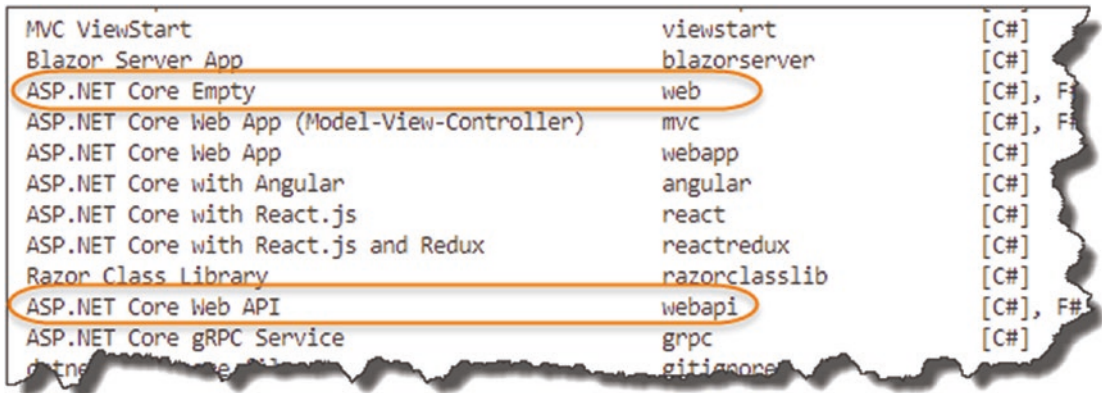 MVC ViewStart viewstart [C#]
Blazor Server App blazorserver [C#]
ASP.NET Core Empty web [C#], F#
ASP.NET Core Web App (Model-View-Controller) mvc [C#], F#
ASP.NET Core Web App webapp [C#]
ASP.NET Core with Angular angular [C#]
ASP.NET Core with React.js react [C#]
ASP.NET Core with React.js and Redux reactredux [C#]
Razor Class Library razorclasslib [C#]
ASP.NET Core Web API webapi [C#], F#
ASP.NET Core gRPC Service grpc [C#]
gitignore